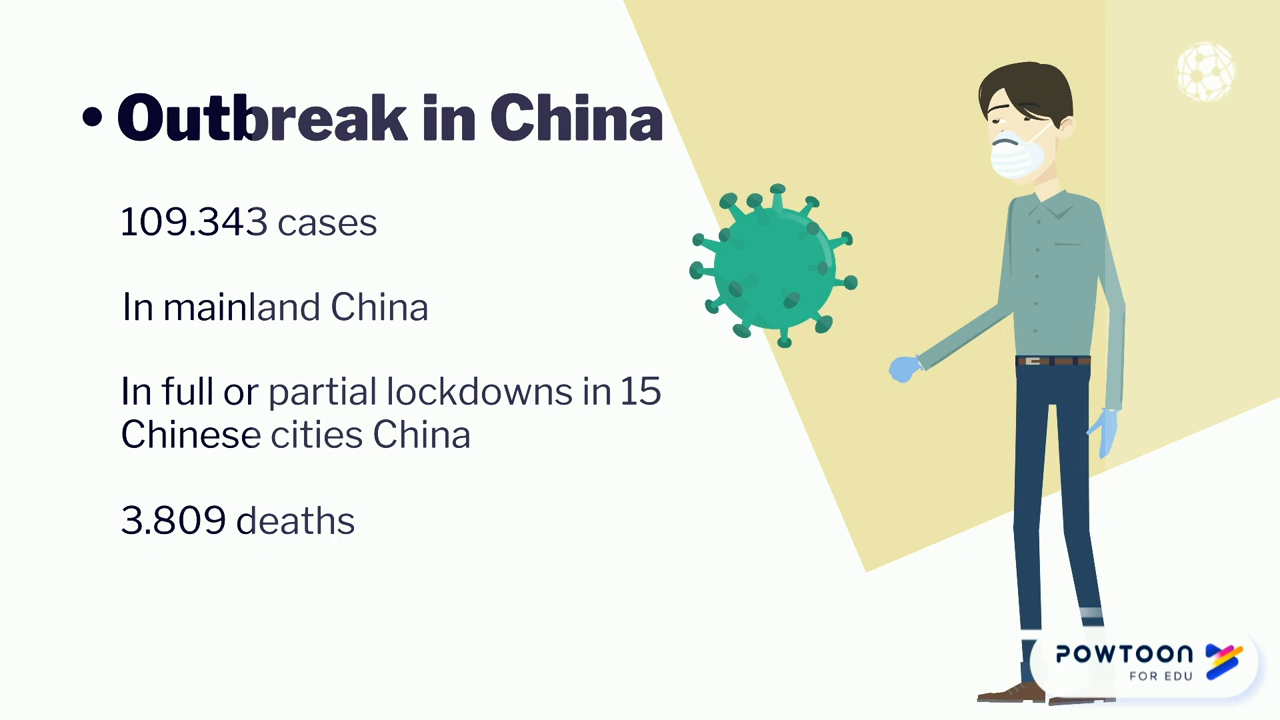 • Outbreak in China
109.343 cases
In mainland China
In full or partial lockdowns in 15
Chinese cities China
3.809 deaths
POWTOON
FOR EDU